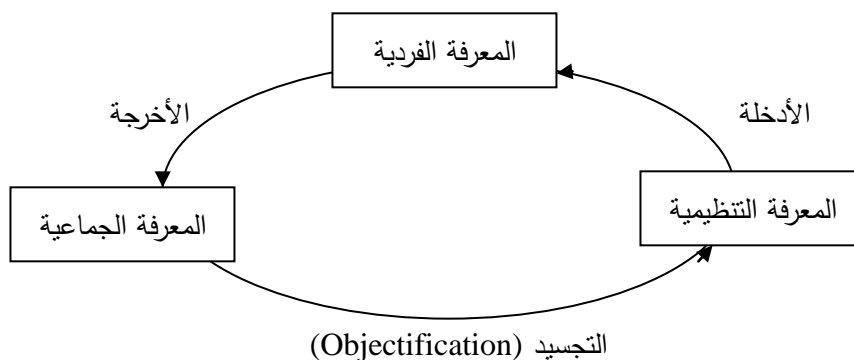 المعرفة الفردية
الأدخلة
الأخرجة
المعرفة التنظيمية
المعرفة الجماعية
التجسيد (Objectification)